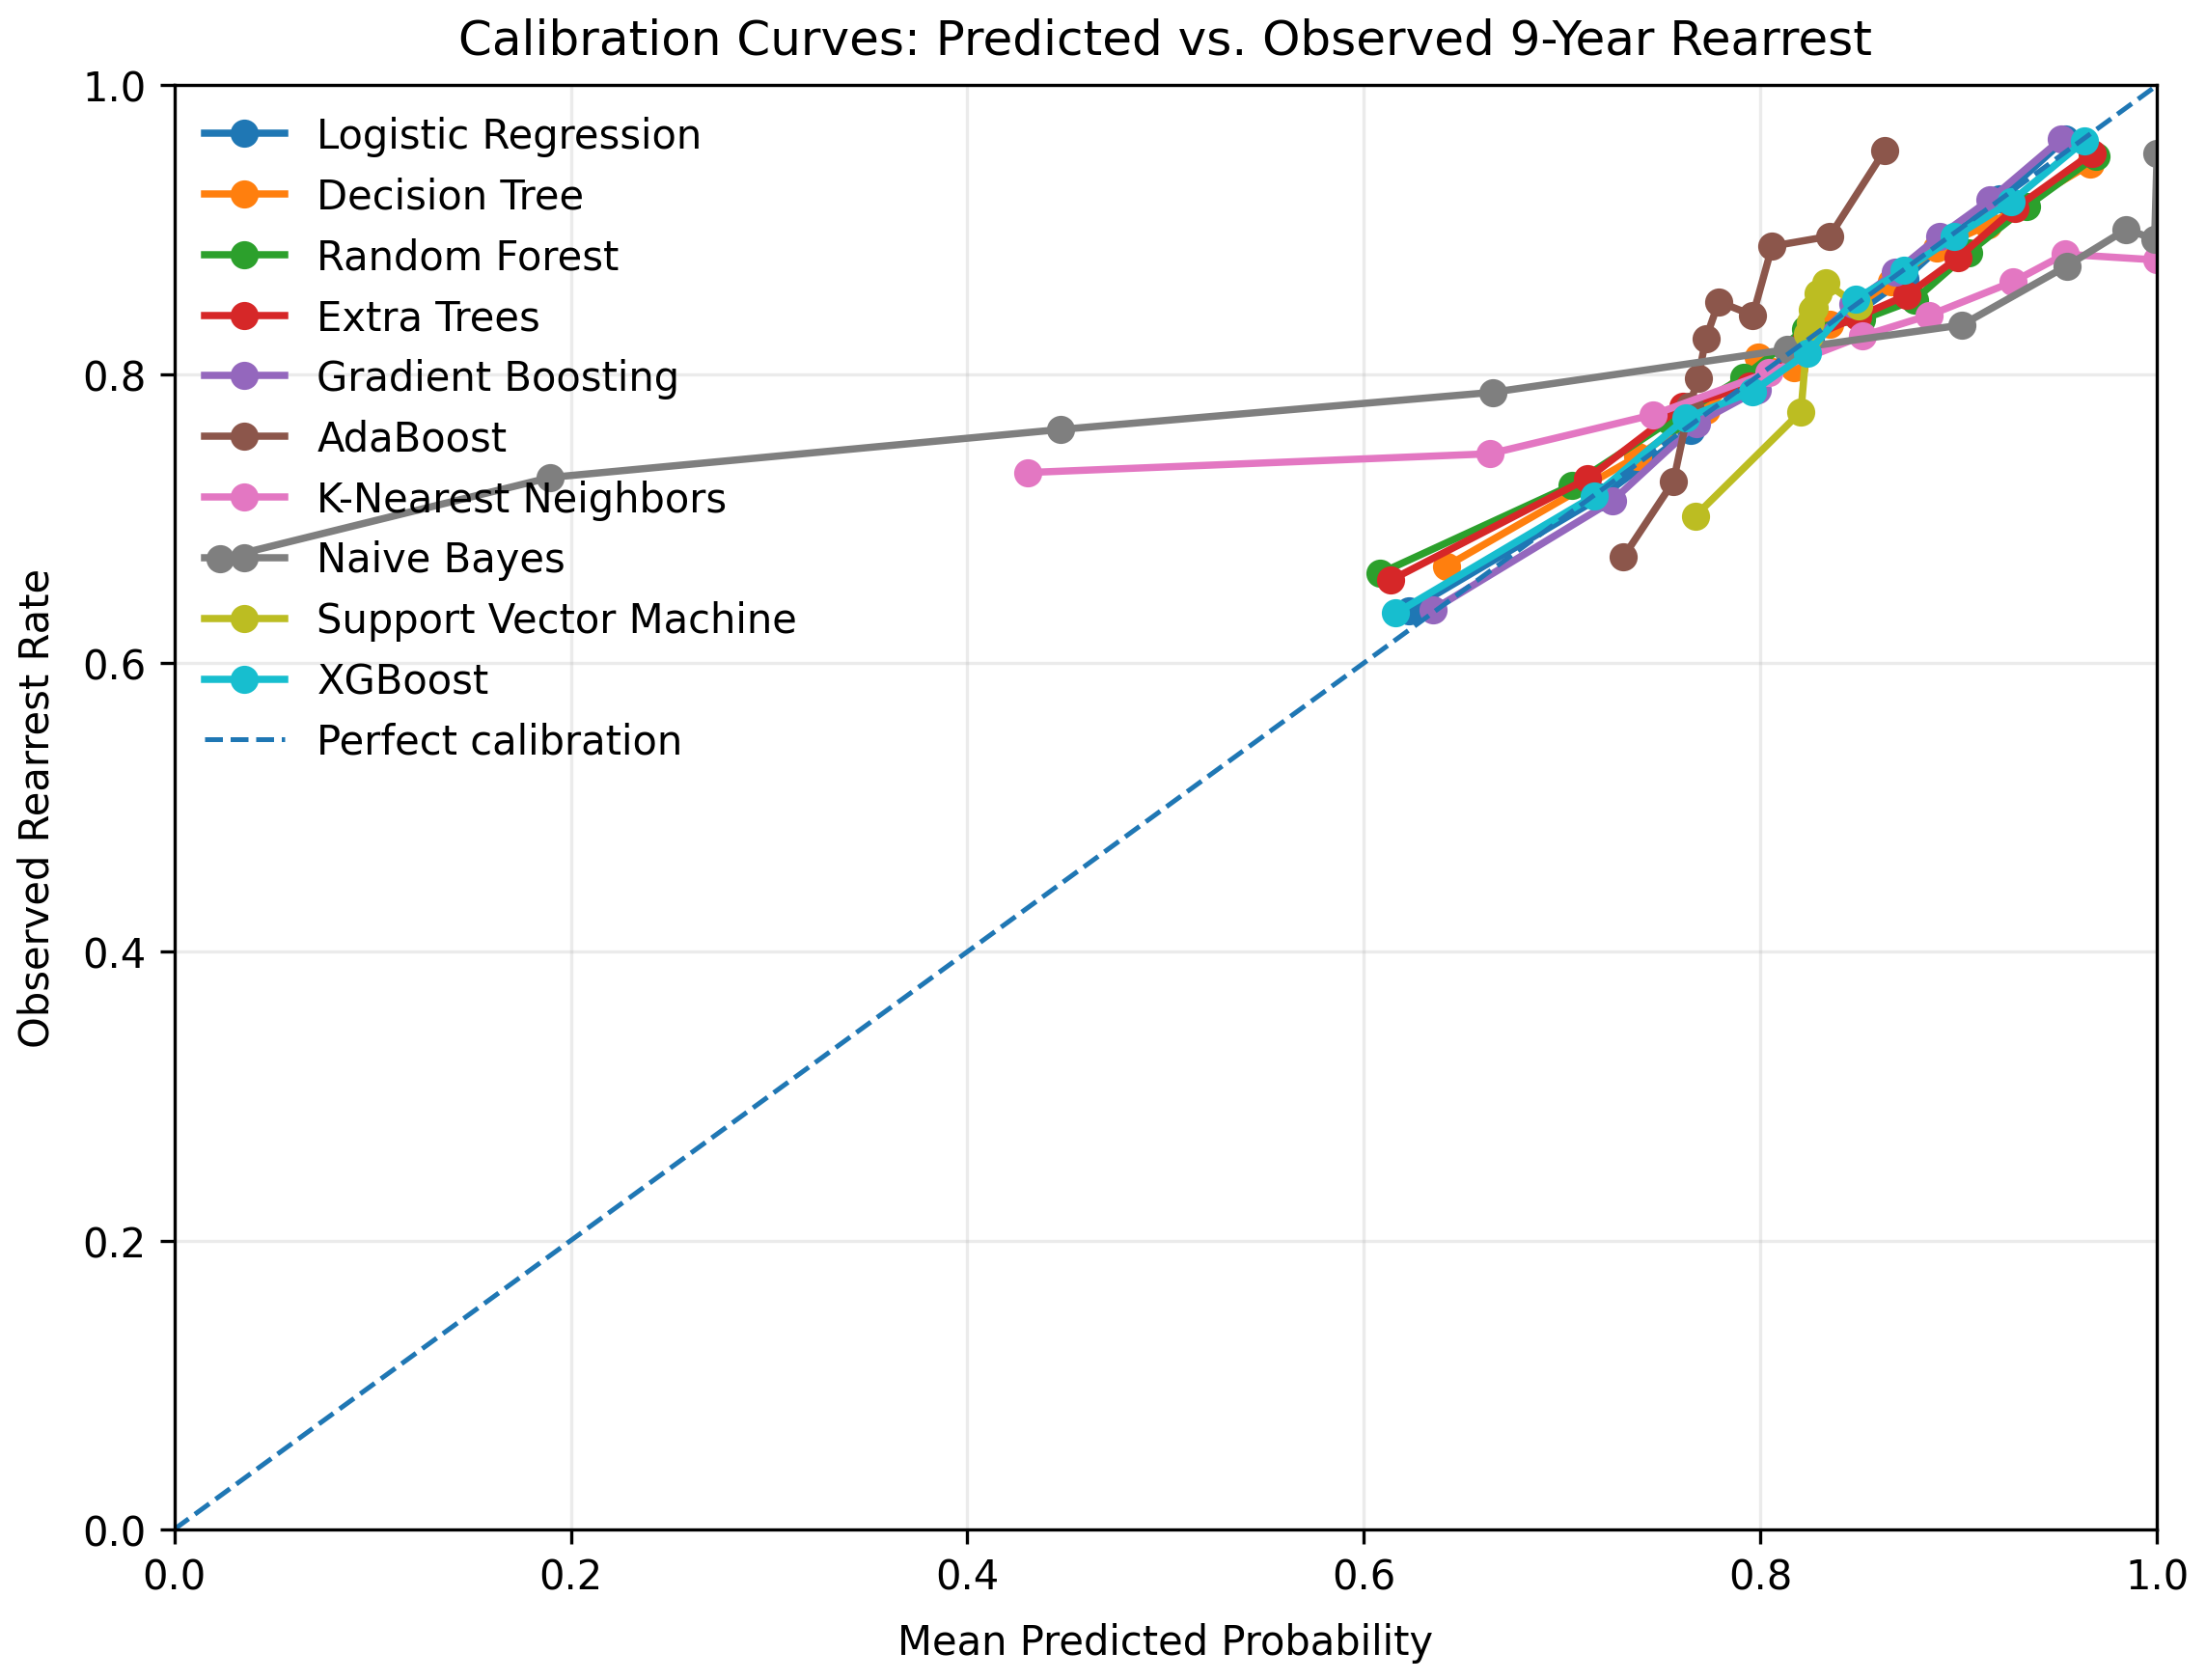 Calibration Curves: Predicted vs. Observed 9-Year Rearrest
1.0
0.8
0.6
0.4
0.2
0.0
Observed Rearrest Rate
Logistic Regression
Decision Tree
Random Forest
Extra Trees
Gradient Boosting
AdaBoost
K-Nearest Neighbors
Naive Bayes
Support Vector Machine
XGBoost
Perfect calibration
0.0 0.2 0.4 0.6 0.8 1.0
Mean Predicted Probability